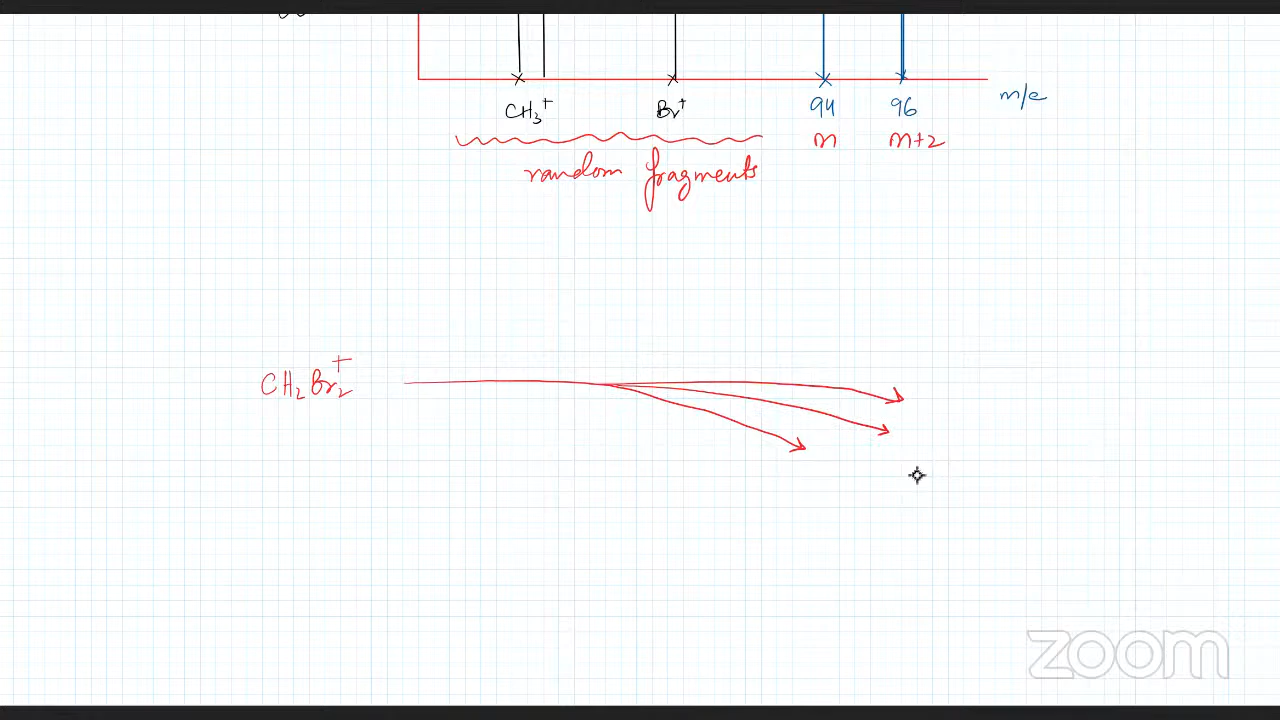 CH3+ Br+ 94 96 m/e
m m+2
random fragments
CH2Br2+
zoom